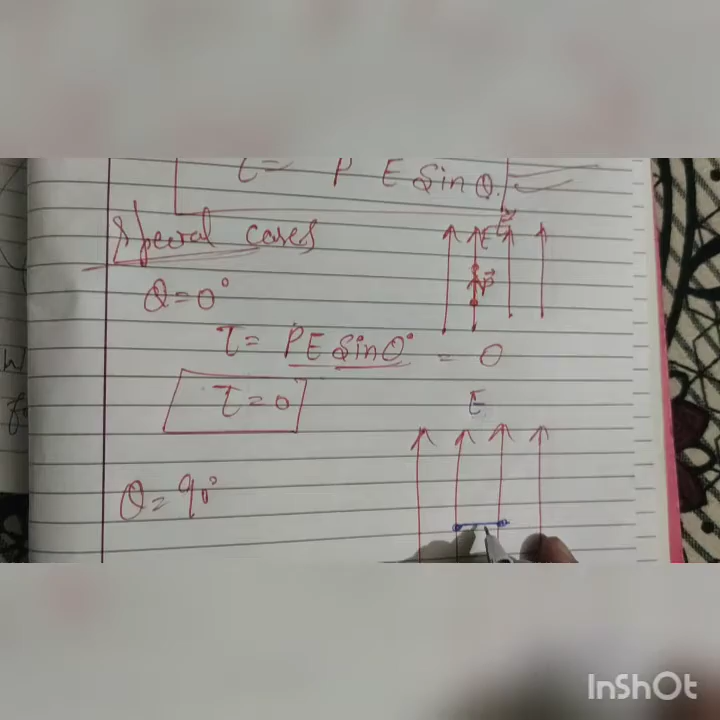 τ = P E Sin θ.
Special cases
E
θ = 0°
P
τ = PE Sin 0° = 0
τ = 0
E
θ = 90°
InShOt